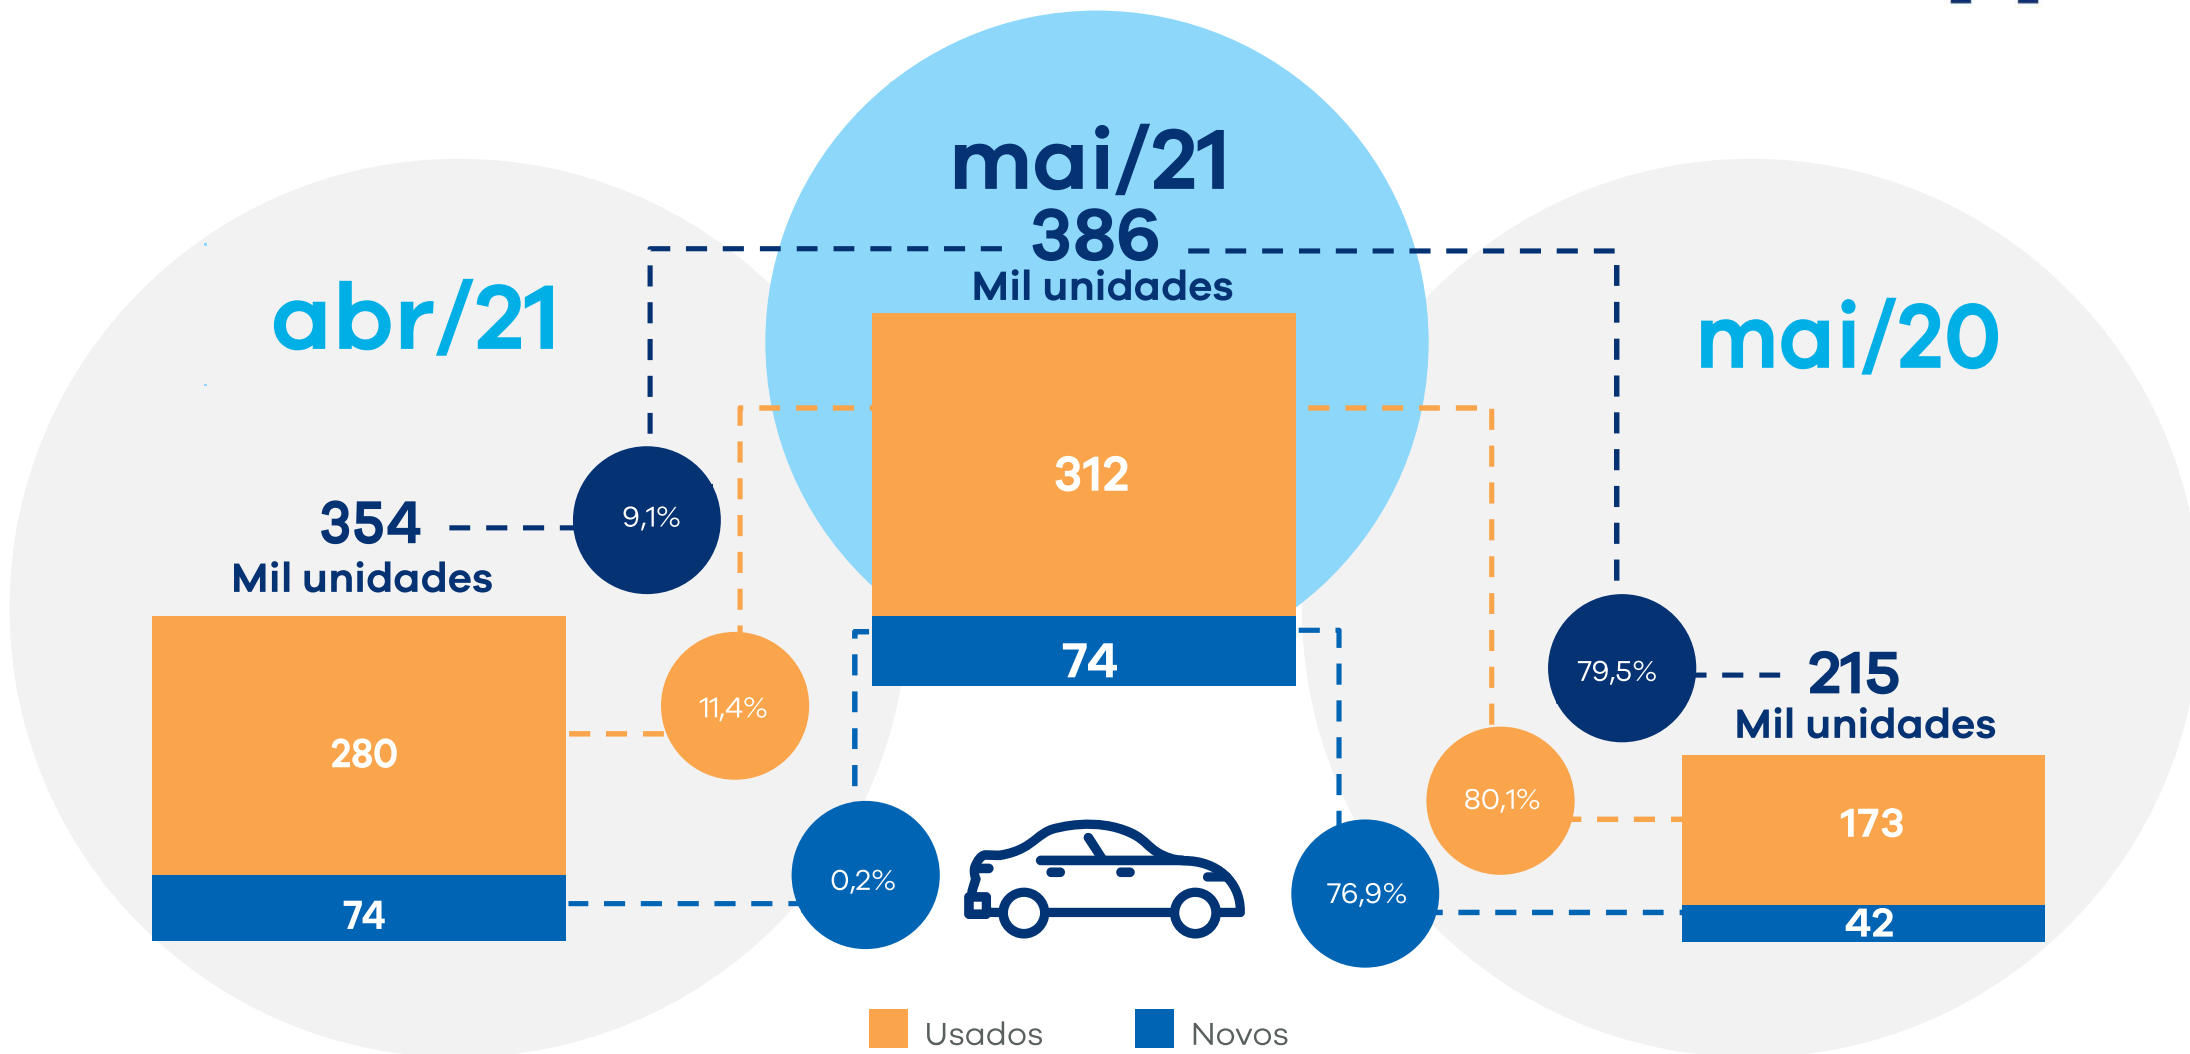 mai/21
386
Mil unidades
312
74
abr/21
354
Mil unidades
280
74
9,1%
11,4%
0,2%
mai/20
215
Mil unidades
173
42
79,5%
80,1%
76,9%
Usados
Novos